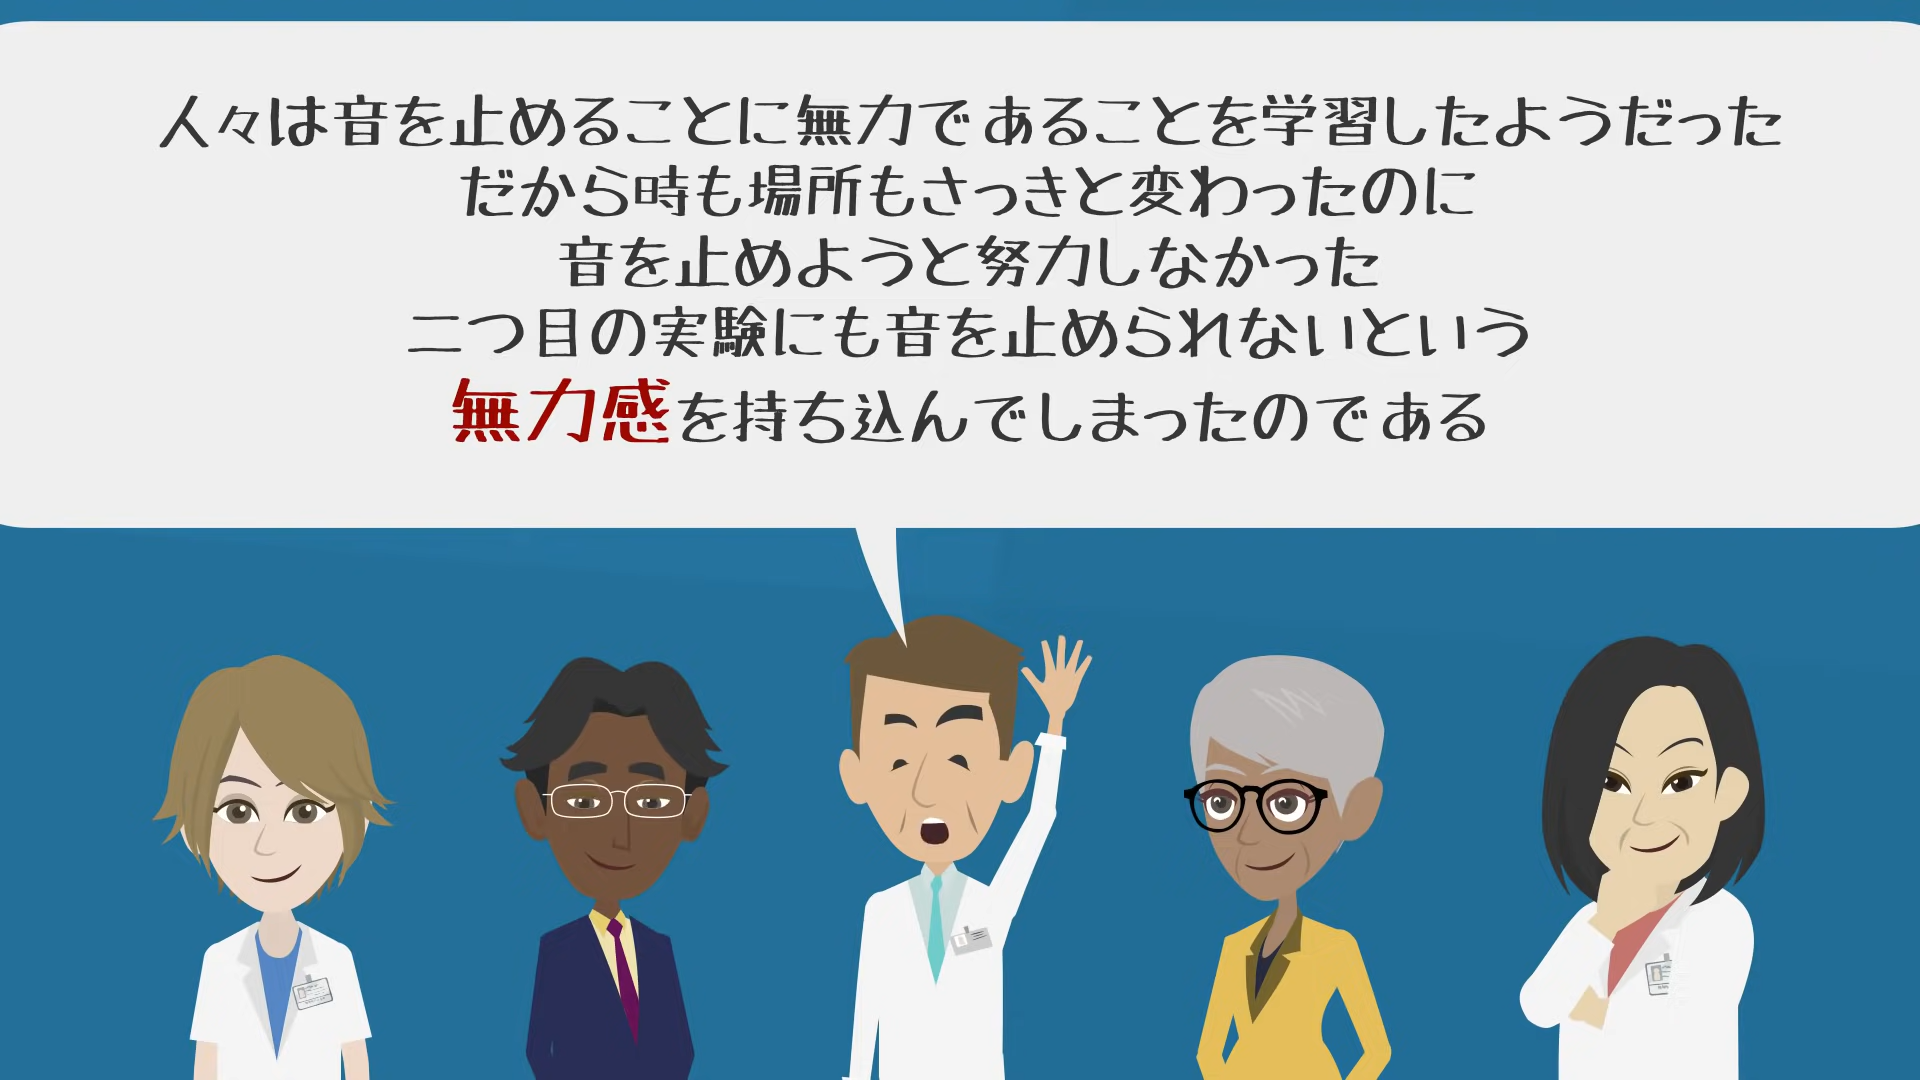 人々は音を止めることに無力であることを学習したようだった
だから時も場所もさっきと変わったのに
音を止めようと努力しなかった
二つ目の実験にも音を止められないという
無力感を持ち込んでしまったのである